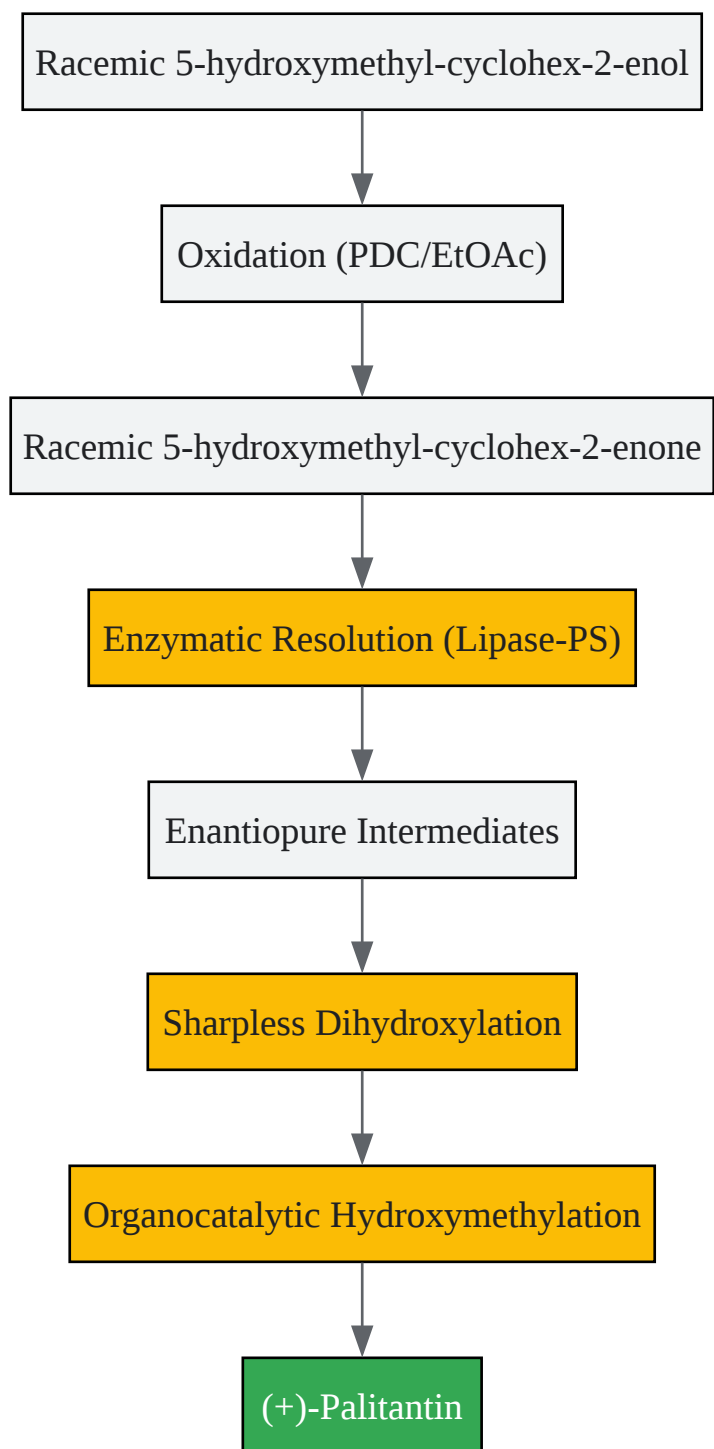 Racemic 5-hydroxymethyl-cyclohex-2-enol
Oxidation (PDC/EtOAc)
Racemic 5-hydroxymethyl-cyclohex-2-enone
Enzymatic Resolution (Lipase-PS)
Enantiopure Intermediates
Sharpless Dihydroxylation
Organocatalytic Hydroxymethylation
(+)-Palitantin